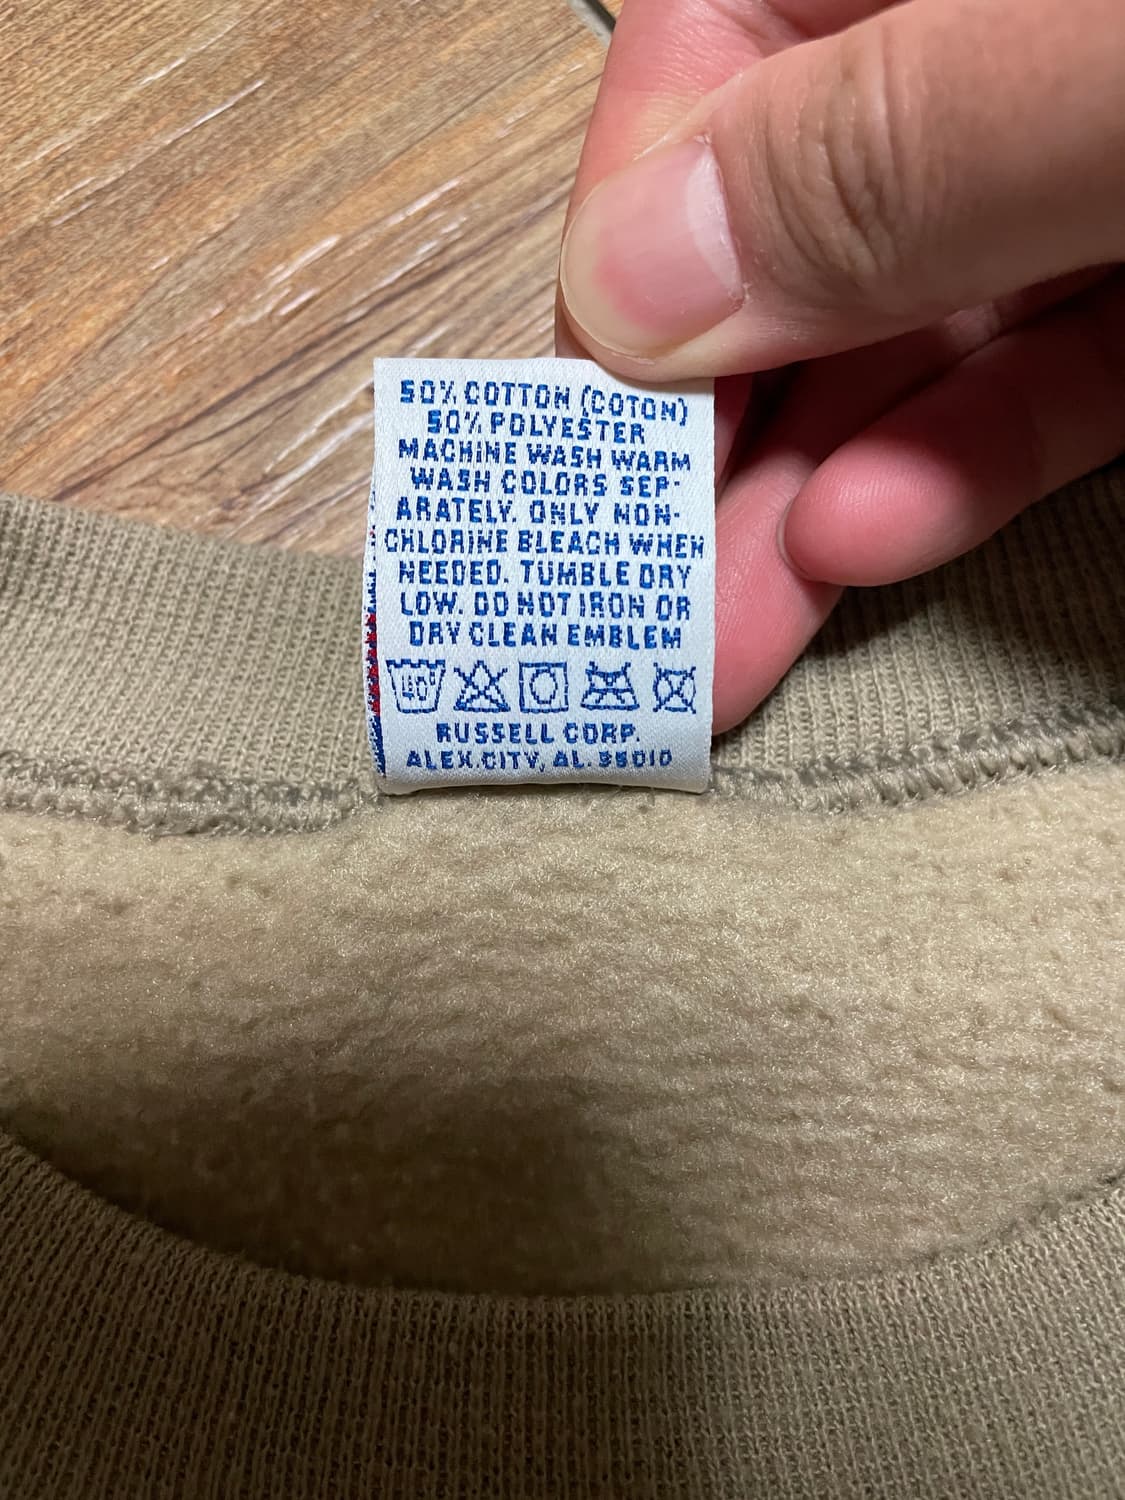 50% COTTON (COTON)
50% POLYESTER
MACHINE WASH WARM
WASH COLORS SEP-
ARATELY. ONLY NON-
CHLORINE BLEACH WHEN
NEEDED. TUMBLE DRY
LOW. DO NOT IRON OR
DRY CLEAN EMBLEM
40°
RUSSELL CORP.
ALEX.CITY, AL. 35010